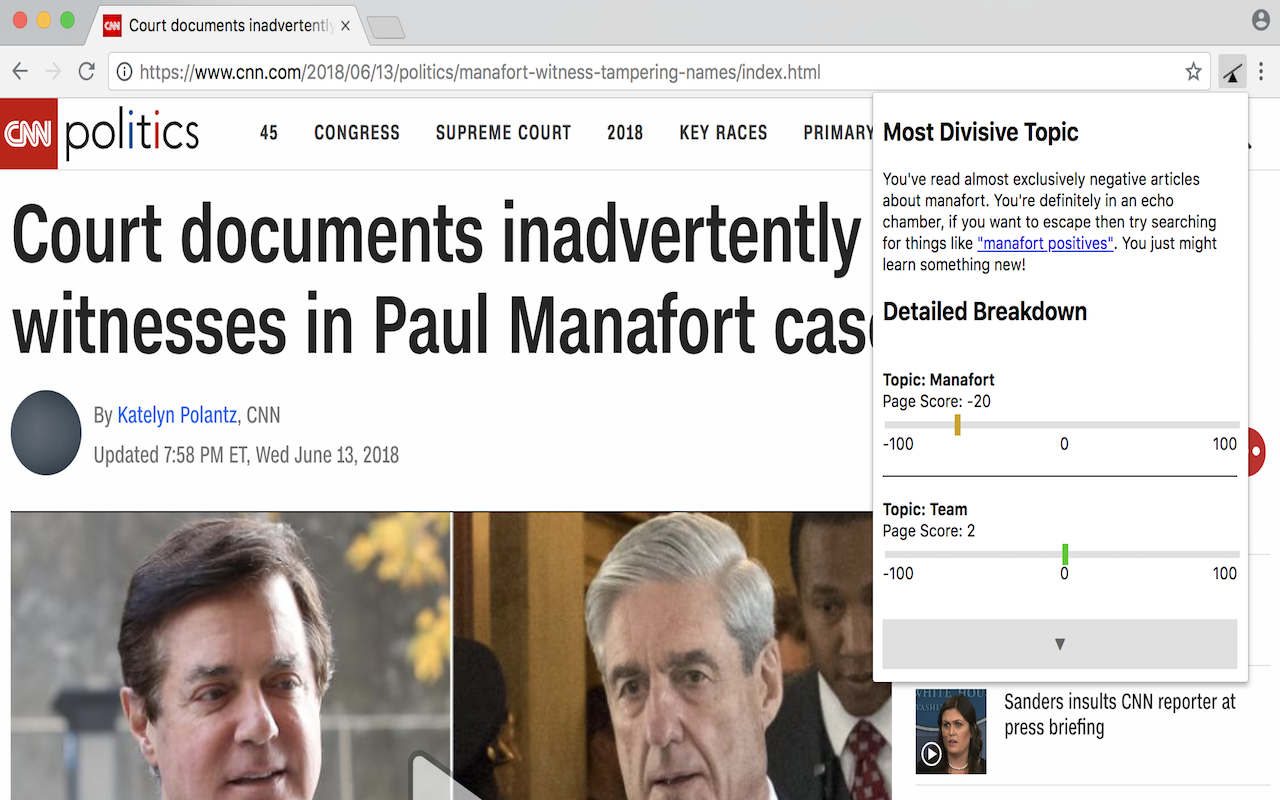 CNN Court documents inadvertently
https://www.cnn.com/2018/06/13/politics/manafort-witness-tampering-names/index.html
CNN politics 45 CONGRESS SUPREME COURT 2018 KEY RACES PRIMARY
Court documents inadvertently
witnesses in Paul Manafort case
By Katelyn Polantz, CNN
Updated 7:58 PM ET, Wed June 13, 2018
Most Divisive Topic
You've read almost exclusively negative articles
about manafort. You're definitely in an echo
chamber, if you want to escape then try searching
for things like "manafort positives". You just might
learn something new!
Detailed Breakdown
Topic: Manafort
Page Score: -20
-100 0 100
Topic: Team
Page Score: 2
-100 0 100
WHITE HOU
Sanders insults CNN reporter at
press briefing